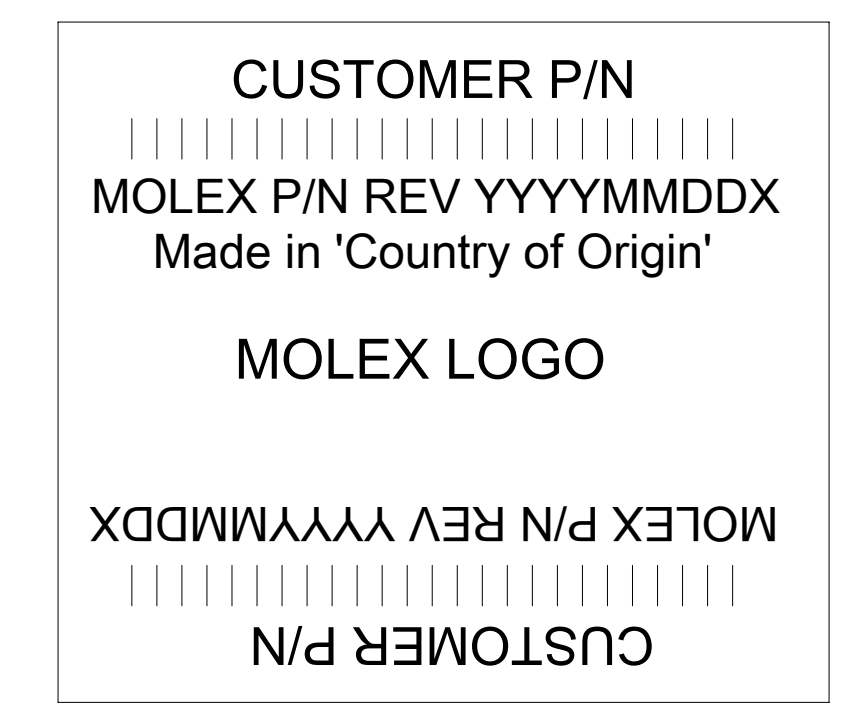 CUSTOMER P/N
MOLEX P/N REV YYYYMMDDX
Made in 'Country of Origin'
MOLEX LOGO
MOLEX P/N REV YYYYMMDDX
CUSTOMER P/N